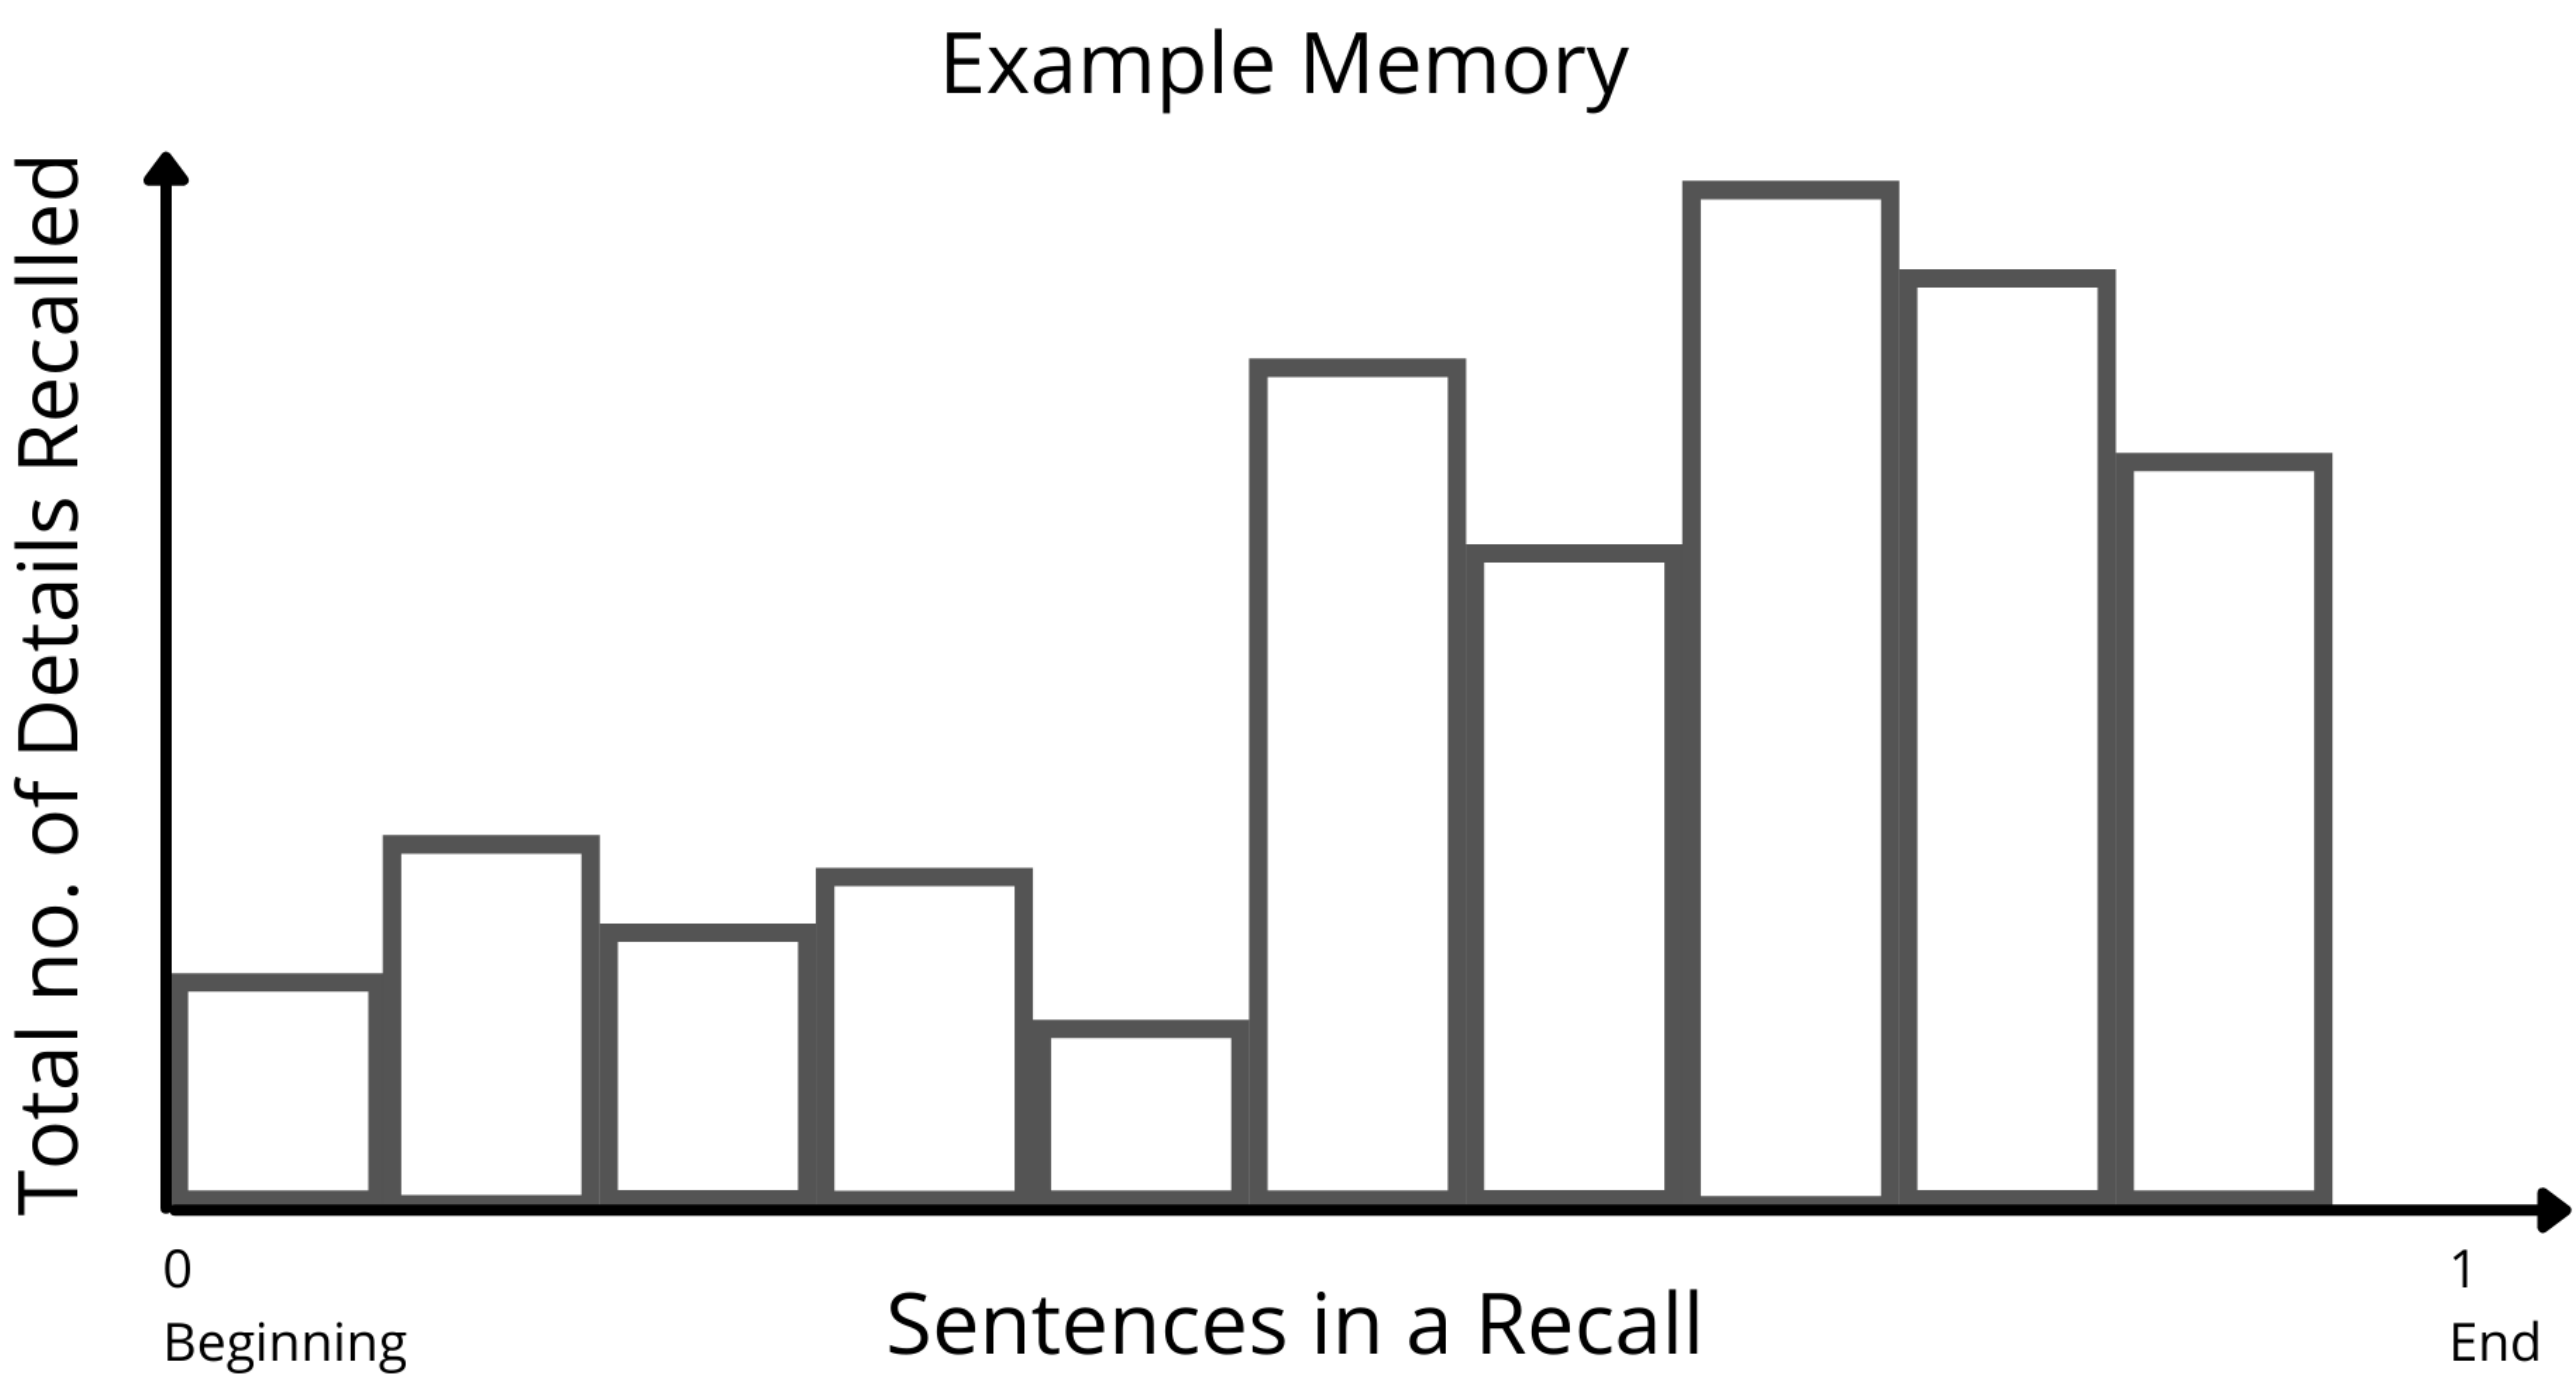 Example Memory
Total no. of Details Recalled
0
Beginning
Sentences in a Recall
1
End